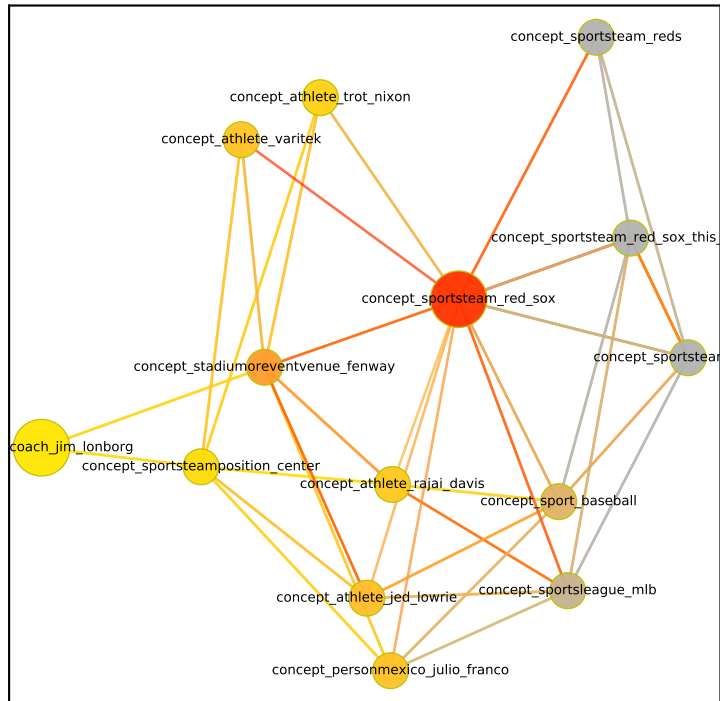 concept_sportsteam_reds
concept_athlete_trot_nixon
concept_athlete_varitek
concept_sportsteam_red_sox_this_
concept_sportsteam_red_sox
concept_sportsteam
concept_stadiumoreventvenue_fenway
coach_jim_lonborg
concept_sportsteamposition_center
concept_athlete_rajai_davis
concept_sport_baseball
concept_sportsleague_mlb
concept_athlete_jed_lowrie
concept_personmexico_julio_franco